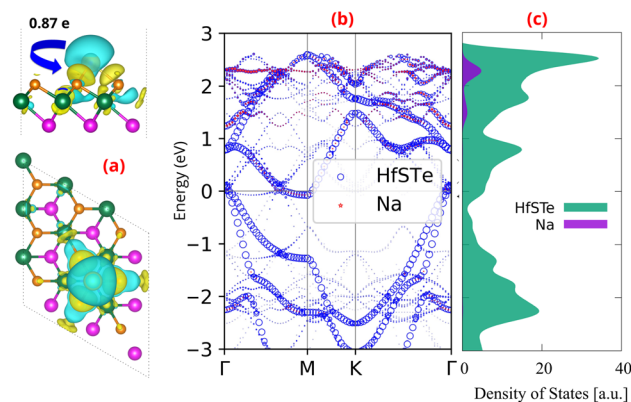 0.87 e
(a)
(b)
Energy (eV)
3
2
1
0
−1
−2
−3
Γ
M
K
Γ
HfSTe
Na
(c)
HfSTe
Na
0
20
40
Density of States [a.u.]